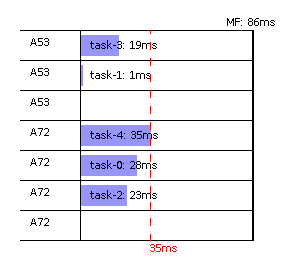 MF: 86ms
A53 task-3: 19ms
A53 task-1: 1ms
A53
A72 task-4: 35ms
A72 task-0: 28ms
A72 task-2: 23ms
A72
35ms